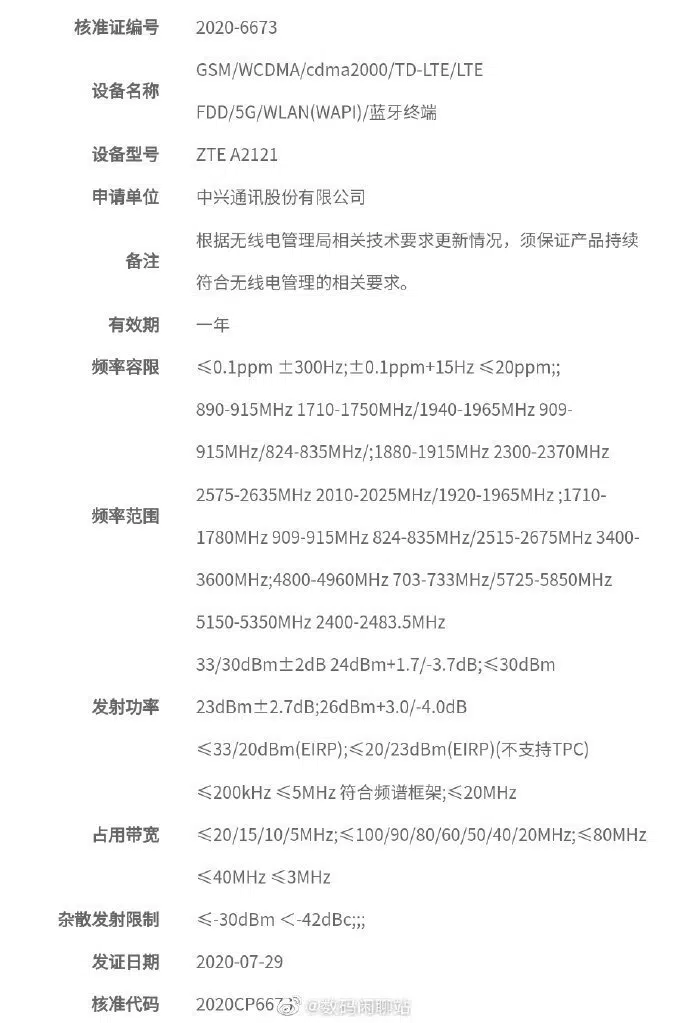 核准证编号 2020-6673
GSM/WCDMA/cdma2000/TD-LTE/LTE
设备名称
FDD/5G/WLAN(WAPI)/蓝牙终端
设备型号 ZTE A2121
申请单位 中兴通讯股份有限公司
根据无线电管理局相关技术要求更新情况，须保证产品持续
备注
符合无线电管理的相关要求。
有效期 一年
频率容限 ≤0.1ppm ±300Hz;±0.1ppm+15Hz ≤20ppm;;
890-915MHz 1710-1750MHz/1940-1965MHz 909-
915MHz/824-835MHz/;1880-1915MHz 2300-2370MHz
2575-2635MHz 2010-2025MHz/1920-1965MHz ;1710-
频率范围
1780MHz 909-915MHz 824-835MHz/2515-2675MHz 3400-
3600MHz;4800-4960MHz 703-733MHz/5725-5850MHz
5150-5350MHz 2400-2483.5MHz
33/30dBm±2dB 24dBm+1.7/-3.7dB;≤30dBm
发射功率 23dBm±2.7dB;26dBm+3.0/-4.0dB
≤33/20dBm(EIRP);≤20/23dBm(EIRP)(不支持TPC)
≤200kHz ≤5MHz 符合频谱框架;≤20MHz
占用带宽 ≤20/15/10/5MHz;≤100/90/80/60/50/40/20MHz;≤80MHz
≤40MHz ≤3MHz
杂散发射限制 ≤-30dBm ＜-42dBc;;;
发证日期 2020-07-29
核准代码 2020CP6673
@数码闲聊站